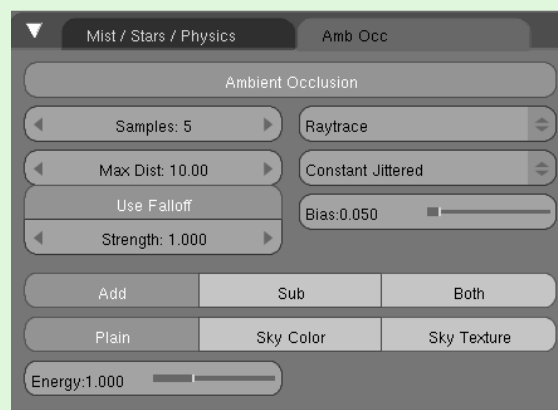 Mist / Stars / Physics Amb Occ
Ambient Occlusion
Samples: 5 Raytrace
Max Dist: 10.00 Constant Jittered
Use Falloff
Bias:0.050
Strength: 1.000
Add Sub Both
Plain Sky Color Sky Texture
Energy:1.000